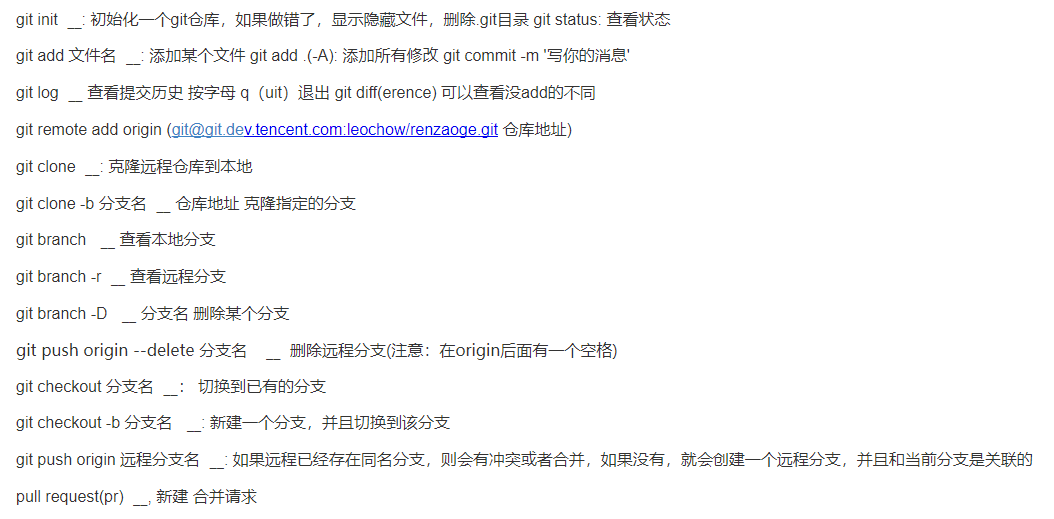 git init __: 初始化一个git仓库，如果做错了，显示隐藏文件，删除.git目录 git status: 查看状态
git add 文件名 __: 添加某个文件 git add .(-A): 添加所有修改 git commit -m '写你的消息'
git log __ 查看提交历史 按字母 q（uit）退出 git diff(erence) 可以查看没add的不同
git remote add origin (git@git.dev.tencent.com:leochow/renzaoge.git 仓库地址)
git clone __: 克隆远程仓库到本地
git clone -b 分支名 __ 仓库地址 克隆指定的分支
git branch __ 查看本地分支
git branch -r __ 查看远程分支
git branch -D __ 分支名 删除某个分支
git push origin --delete 分支名 __ 删除远程分支(注意：在origin后面有一个空格)
git checkout 分支名 __： 切换到已有的分支
git checkout -b 分支名 __: 新建一个分支，并且切换到该分支
git push origin 远程分支名 __: 如果远程已经存在同名分支，则会有冲突或者合并，如果没有，就会创建一个远程分支，并且和当前分支是关联的
pull request(pr) __, 新建 合并请求